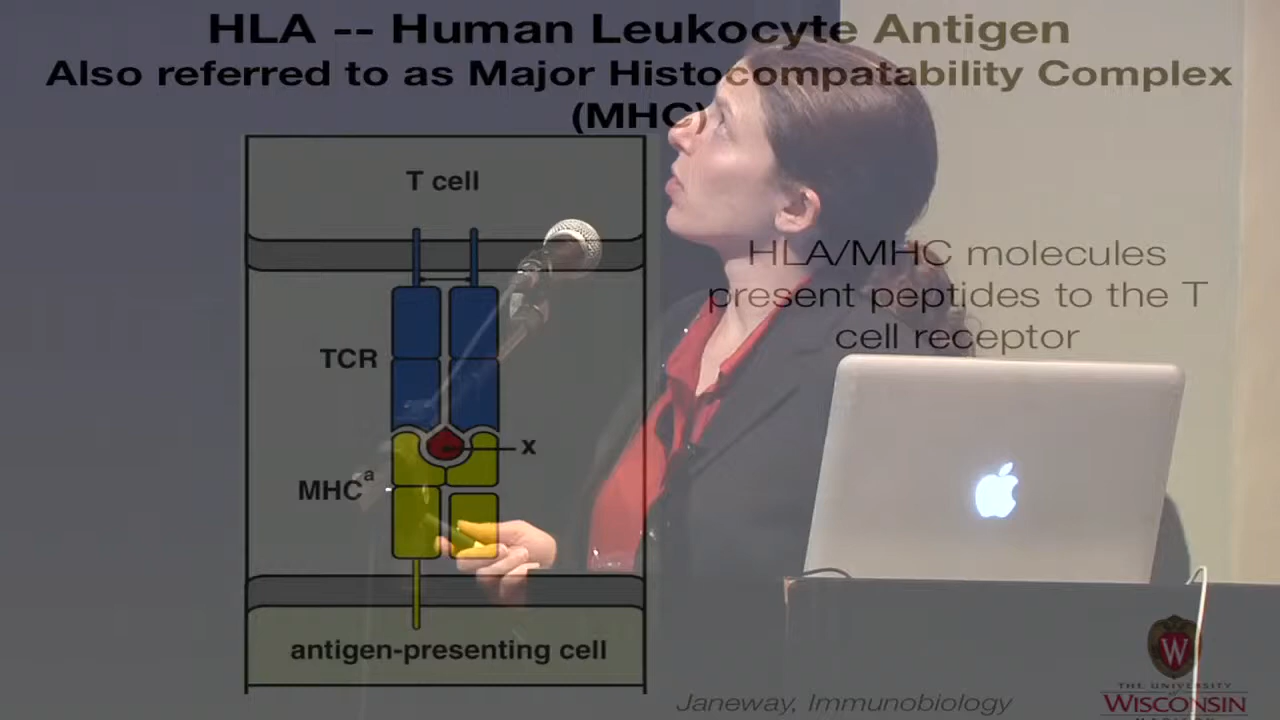 HLA -- Human Leukocyte Antigen
Also referred to as Major Histocompatability Complex
(MHC)
T cell
HLA/MHC molecules
present peptides to the T
cell receptor
TCR
x
MHCᵃ
antigen-presenting cell
Janeway, Immunobiology
W
THE UNIVERSITY
WISCONSIN